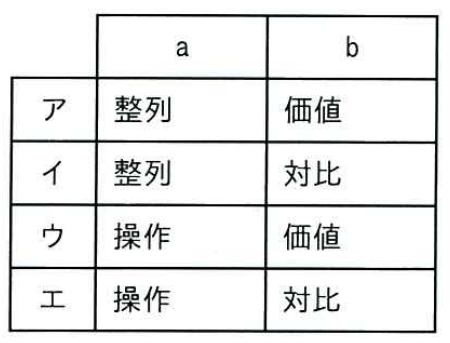 a b
ア 整列 価値
イ 整列 対比
ウ 操作 価値
エ 操作 対比